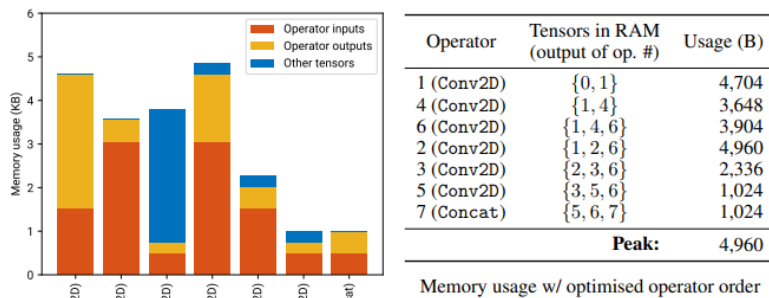 6
5
4
3
2
1
0
Memory usage (KB)
Operator inputs
Operator outputs
Other tensors
2D)
2D)
2D)
2D)
2D)
2D)
at)
Operator
Tensors in RAM
(output of op. #)
Usage (B)
1 (Conv2D) {0, 1} 4,704
4 (Conv2D) {1, 4} 3,648
6 (Conv2D) {1, 4, 6} 3,904
2 (Conv2D) {1, 2, 6} 4,960
3 (Conv2D) {2, 3, 6} 2,336
5 (Conv2D) {3, 5, 6} 1,024
7 (Concat) {5, 6, 7} 1,024
Peak: 4,960
Memory usage w/ optimised operator order